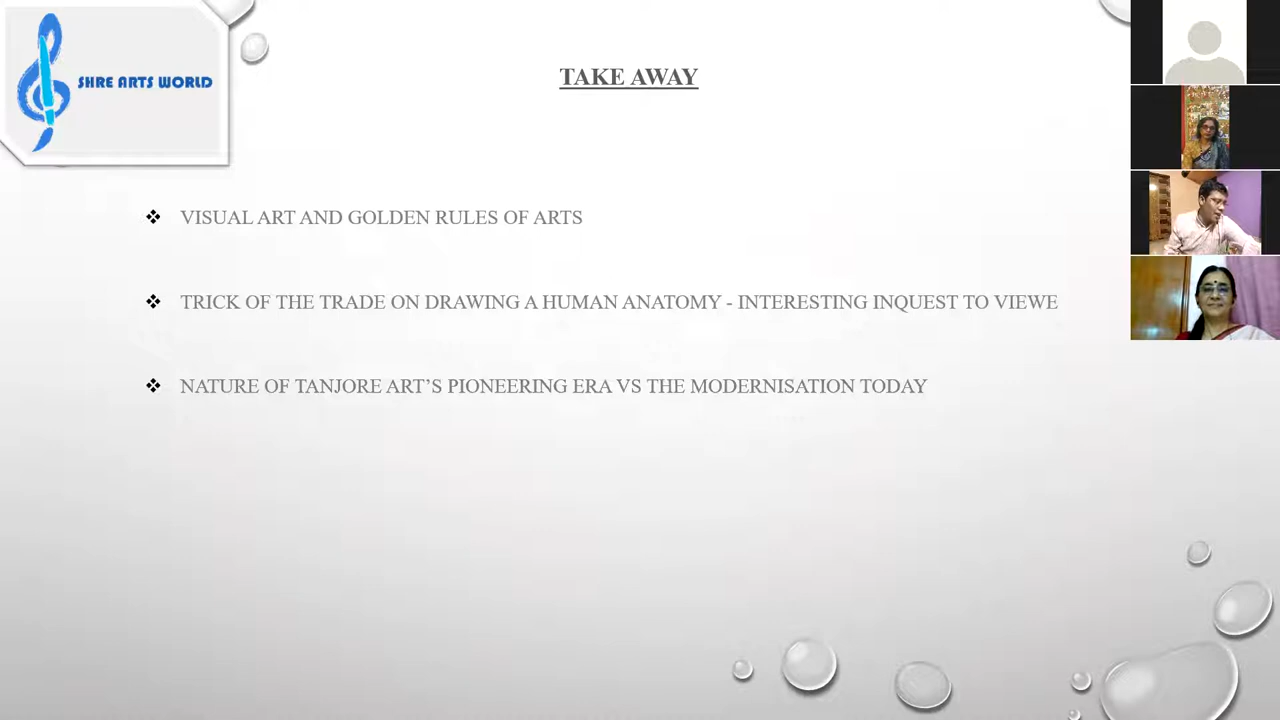 SHRE ARTS WORLD
TAKE AWAY
VISUAL ART AND GOLDEN RULES OF ARTS
TRICK OF THE TRADE ON DRAWING A HUMAN ANATOMY - INTERESTING INQUEST TO VIEWE
NATURE OF TANJORE ART’S PIONEERING ERA VS THE MODERNISATION TODAY